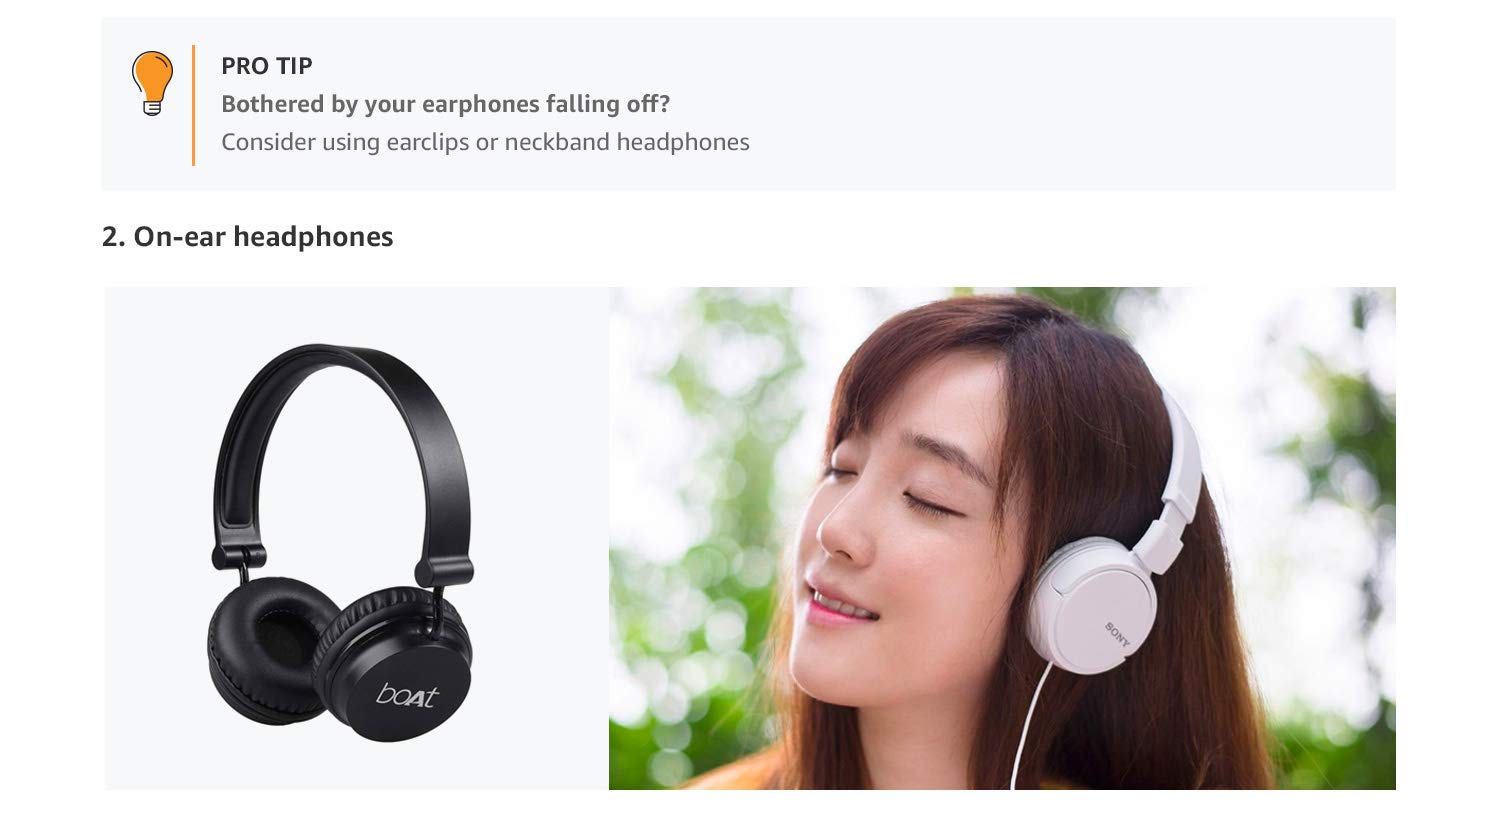 PRO TIP
Bothered by your earphones falling off?
Consider using earclips or neckband headphones
2. On-ear headphones
boAt
SONY